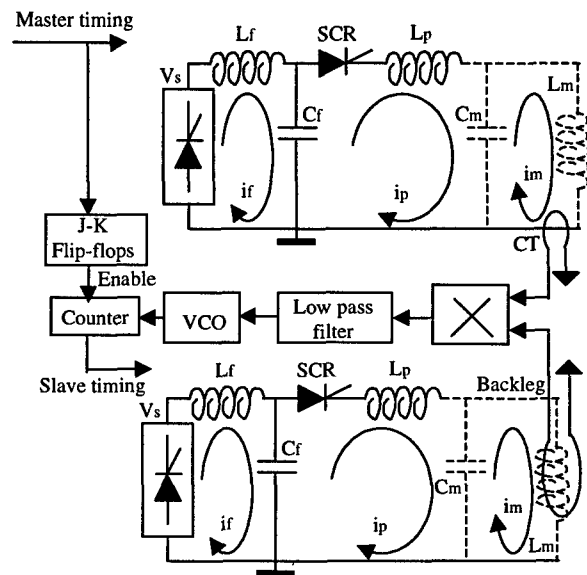 Master timing
Lf
SCR
Lp
Vs
Cf
Cm
Lm
if
ip
im
J-K
Flip-flops
CT
Enable
Counter
VCO
Low pass
filter
Slave timing
Lf
SCR
Lp
Backleg
Vs
Cf
Cm
if
ip
im
Lm